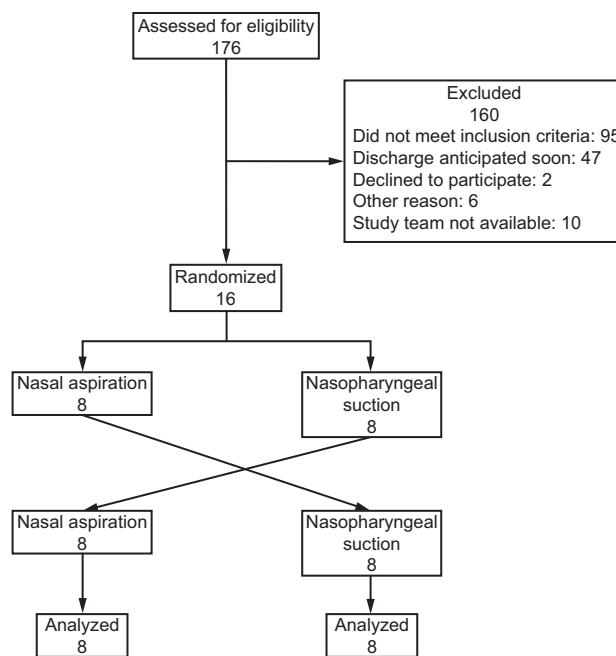 Assessed for eligibility
176
Excluded
160
Did not meet inclusion criteria: 95
Discharge anticipated soon: 47
Declined to participate: 2
Other reason: 6
Study team not available: 10
Randomized
16
Nasal aspiration
8
Nasopharyngeal
suction
8
Nasal aspiration
8
Nasopharyngeal
suction
8
Analyzed
8
Analyzed
8